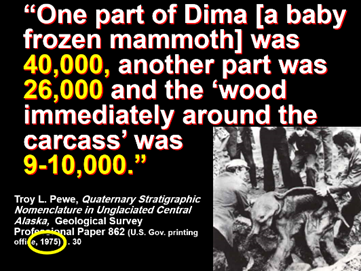 “One part of Dima [a baby
frozen mammoth] was
40,000, another part was
26,000 and the ‘wood
immediately around the
carcass’ was
9-10,000.”
Troy L. Pewe, Quaternary Stratigraphic
Nomenclature in Unglaciated Central
Alaska, Geological Survey
Professional Paper 862 (U.S. Gov. printing
office, 1975) . 30